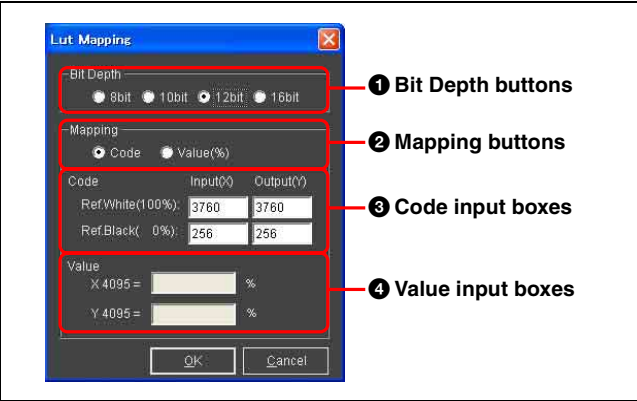 Lut Mapping
Bit Depth
8bit 10bit 12bit 16bit
❶ Bit Depth buttons
Mapping
Code Value(%)
❷ Mapping buttons
Code Input(X) Output(Y)
Ref.White(100%): 3760 3760
Ref.Black( 0%): 256 256
❸ Code input boxes
Value
X 4095 = %
Y 4095 = %
❹ Value input boxes
OK Cancel